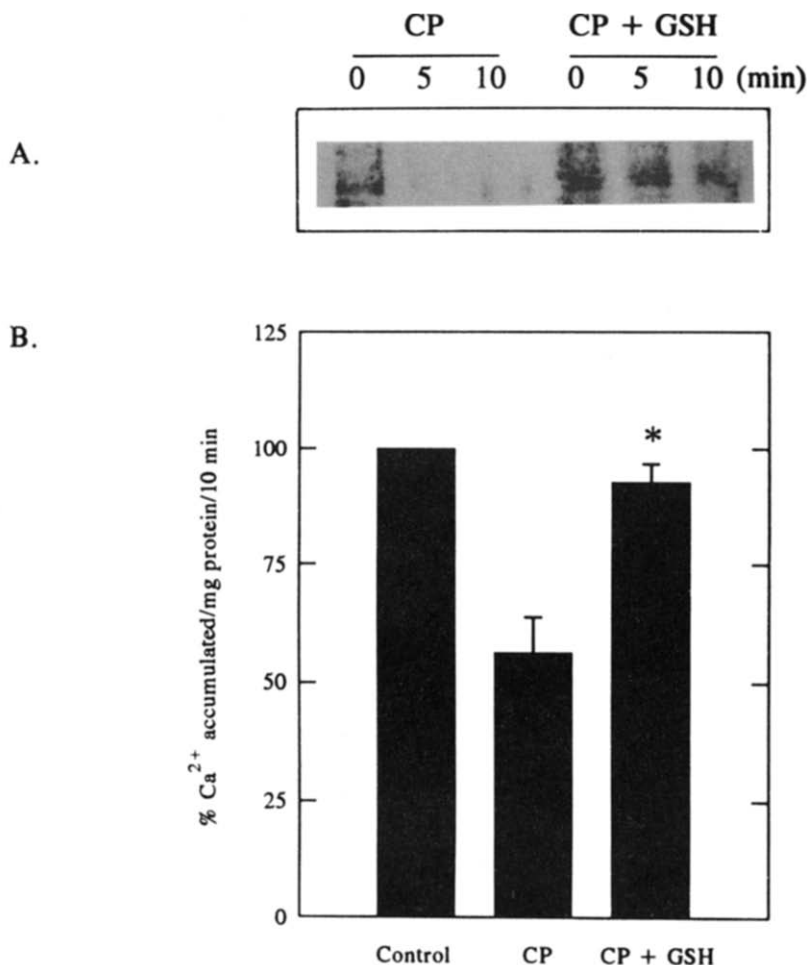 CP CP + GSH
0 5 10 0 5 10 (min)
A.
B.
125
100
75
50
25
0
% Ca²⁺ accumulated/mg protein/10 min
*
Control CP CP + GSH